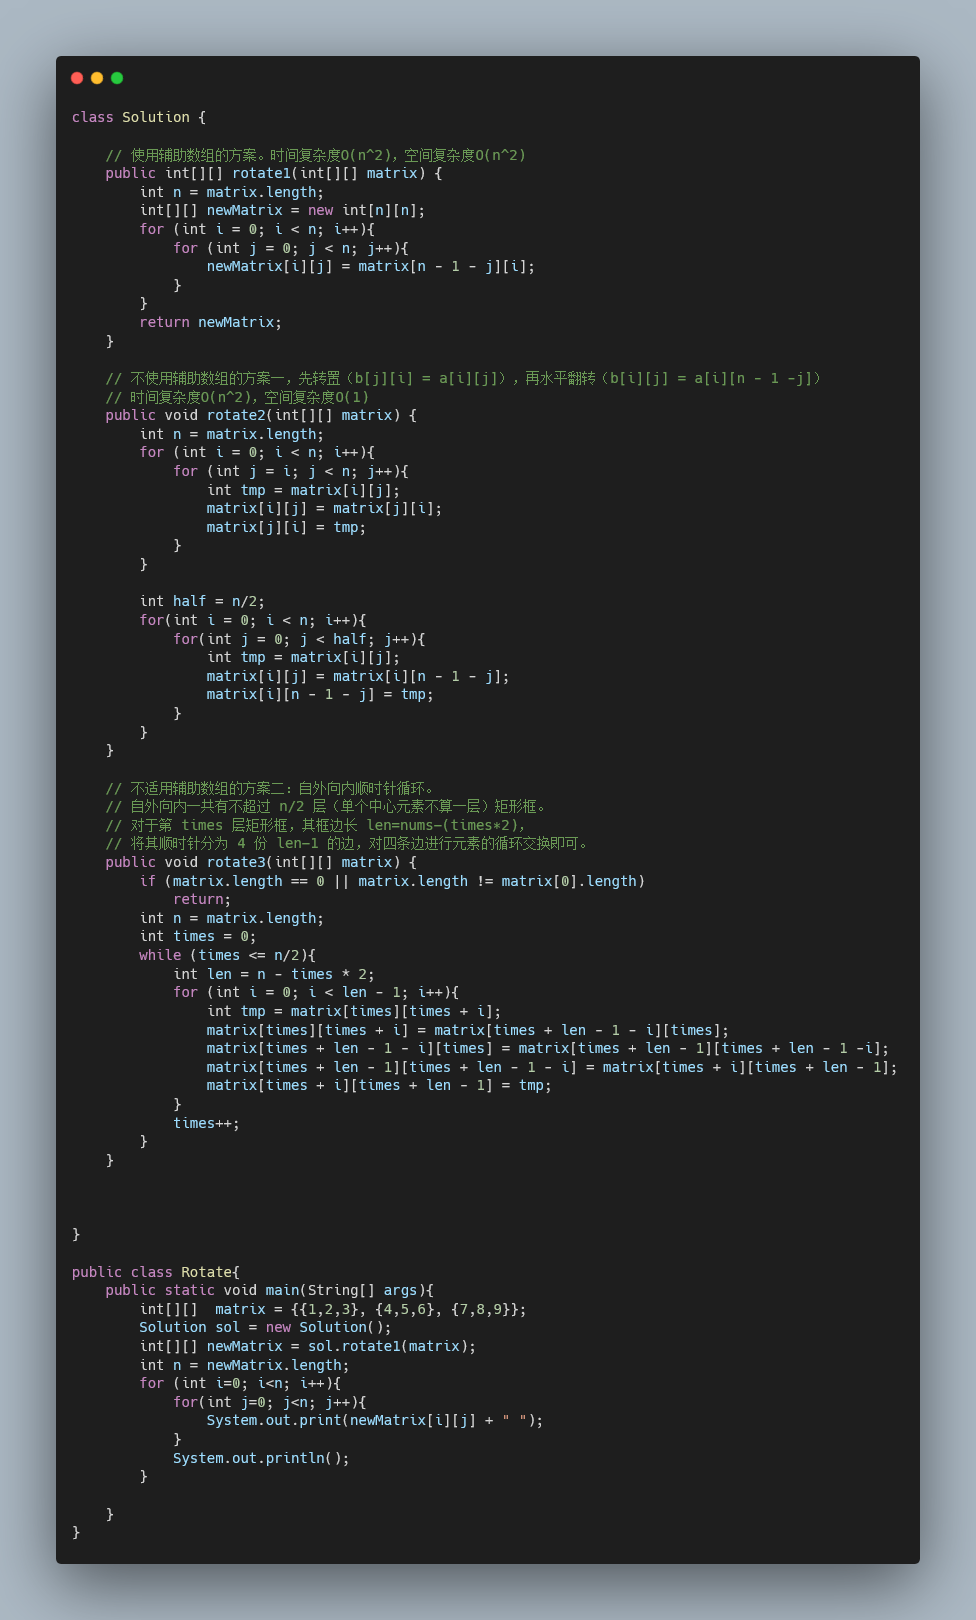 class Solution {
    // 使用辅助数组的方案。时间复杂度O(n^2)，空间复杂度O(n^2)
    public int[][] rotate1(int[][] matrix) {
        int n = matrix.length;
        int[][] newMatrix = new int[n][n];
        for (int i = 0; i < n; i++){
            for (int j = 0; j < n; j++){
                newMatrix[i][j] = matrix[n - 1 - j][i];
            }
        }
        return newMatrix;
    }
    // 不使用辅助数组的方案一，先转置（b[j][i] = a[i][j]），再水平翻转（b[i][j] = a[i][n - 1 -j]）
    // 时间复杂度O(n^2)，空间复杂度O(1)
    public void rotate2(int[][] matrix) {
        int n = matrix.length;
        for (int i = 0; i < n; i++){
            for (int j = i; j < n; j++){
                int tmp = matrix[i][j];
                matrix[i][j] = matrix[j][i];
                matrix[j][i] = tmp;
            }
        }
        int half = n/2;
        for(int i = 0; i < n; i++){
            for(int j = 0; j < half; j++){
                int tmp = matrix[i][j];
                matrix[i][j] = matrix[i][n - 1 - j];
                matrix[i][n - 1 - j] = tmp;
            }
        }
    }
    // 不适用辅助数组的方案二：自外向内顺时针循环。
    // 自外向内一共有不超过 n/2 层（单个中心元素不算一层）矩形框。
    // 对于第 times 层矩形框，其框边长 len=nums-(times*2)，
    // 将其顺时针分为 4 份 len-1 的边，对四条边进行元素的循环交换即可。
    public void rotate3(int[][] matrix) {
        if (matrix.length == 0 || matrix.length != matrix[0].length)
            return;
        int n = matrix.length;
        int times = 0;
        while (times <= n/2){
            int len = n - times * 2;
            for (int i = 0; i < len - 1; i++){
                int tmp = matrix[times][times + i];
                matrix[times][times + i] = matrix[times + len - 1 - i][times];
                matrix[times + len - 1 - i][times] = matrix[times + len - 1][times + len - 1 -i];
                matrix[times + len - 1][times + len - 1 - i] = matrix[times + i][times + len - 1];
                matrix[times + i][times + len - 1] = tmp;
            }
            times++;
        }
    }
}
public class Rotate{
    public static void main(String[] args){
        int[][]  matrix = {{1,2,3}, {4,5,6}, {7,8,9}};
        Solution sol = new Solution();
        int[][] newMatrix = sol.rotate1(matrix);
        int n = newMatrix.length;
        for (int i=0; i<n; i++){
            for(int j=0; j<n; j++){
                System.out.print(newMatrix[i][j] + " ");
            }
            System.out.println();
        }
    }
}